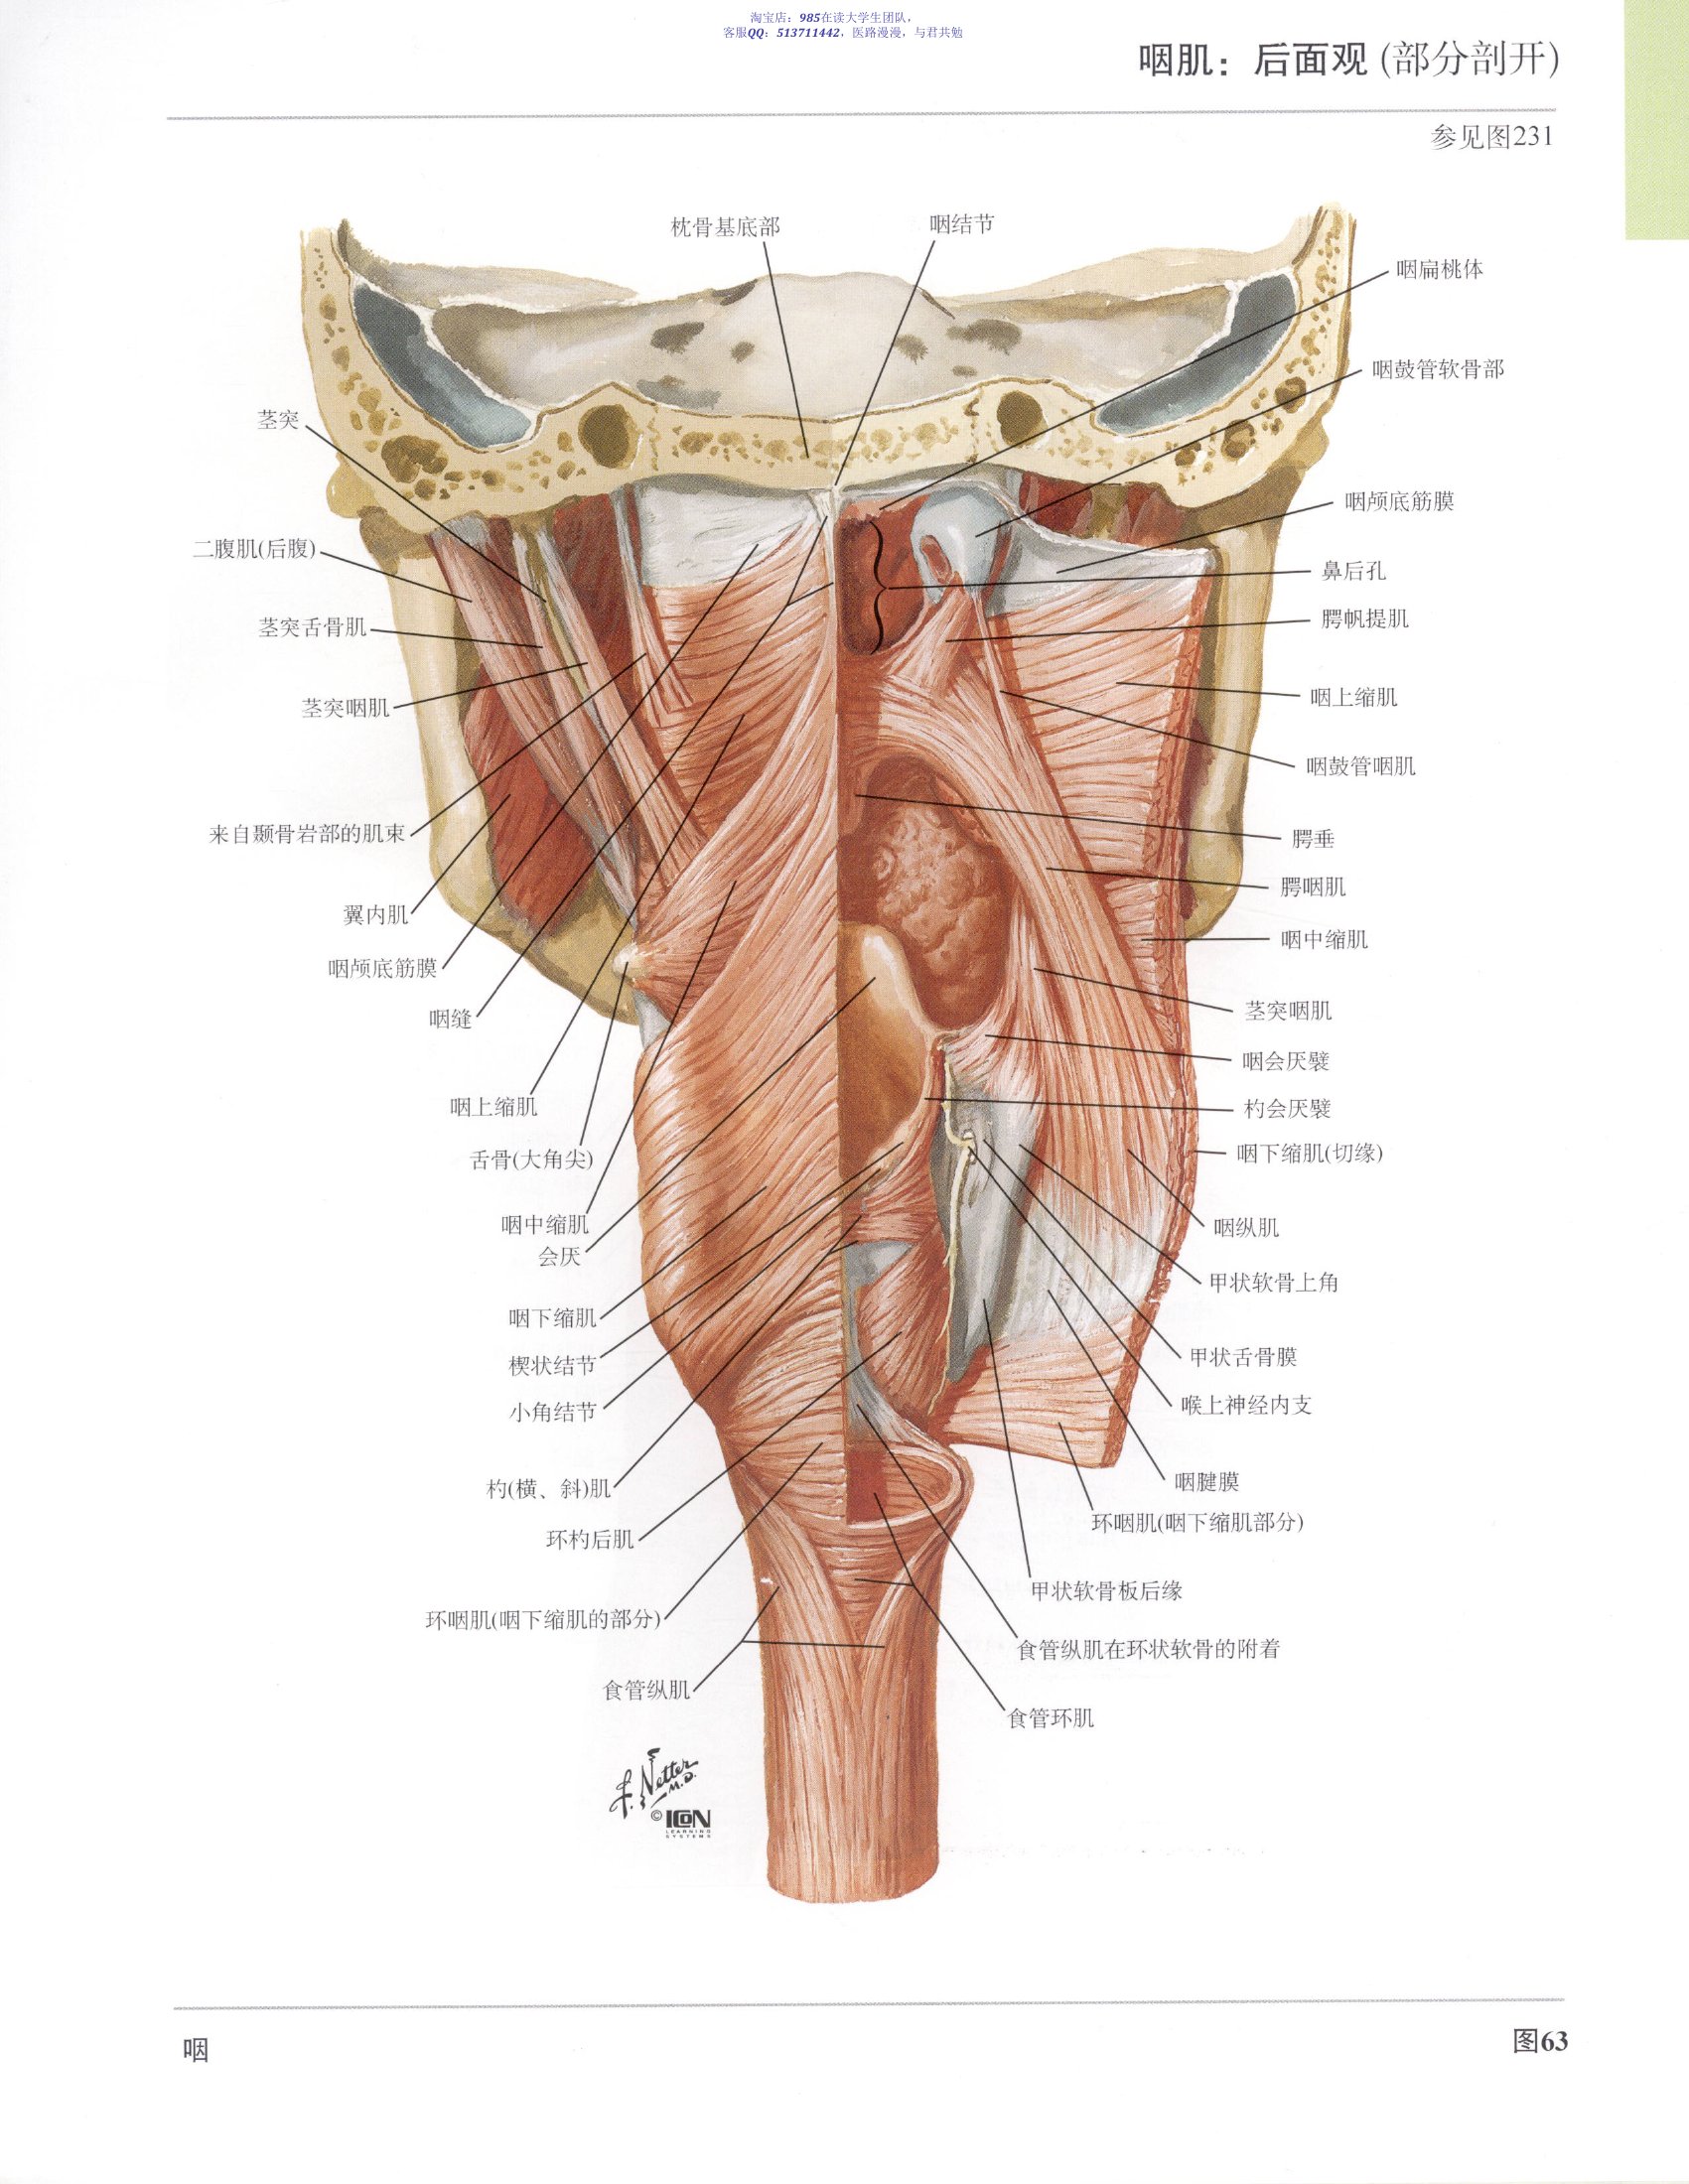 淘宝店：985在读大学生团队，
客服QQ：513711442，医路漫漫，与君共勉
咽肌：后面观 (部分剖开)
参见图231
枕骨基底部
咽结节
咽扁桃体
咽鼓管软骨部
茎突
咽颅底筋膜
二腹肌(后腹)
鼻后孔
茎突舌骨肌
腭帆提肌
茎突咽肌
咽上缩肌
咽鼓管咽肌
来自颞骨岩部的肌束
腭垂
翼内肌
腭咽肌
咽颅底筋膜
咽中缩肌
咽缝
茎突咽肌
咽会厌襞
咽上缩肌
杓会厌襞
舌骨(大角尖)
咽下缩肌(切缘)
咽中缩肌
咽纵肌
会厌
甲状软骨上角
咽下缩肌
楔状结节
甲状舌骨膜
小角结节
喉上神经内支
杓(横、斜)肌
咽腱膜
环杓后肌
环咽肌(咽下缩肌部分)
甲状软骨板后缘
环咽肌(咽下缩肌的部分)
食管纵肌在环状软骨的附着
食管纵肌
食管环肌
F. Netter
M.D.
© ICON
LEARNING
SYSTEMS
咽
图63